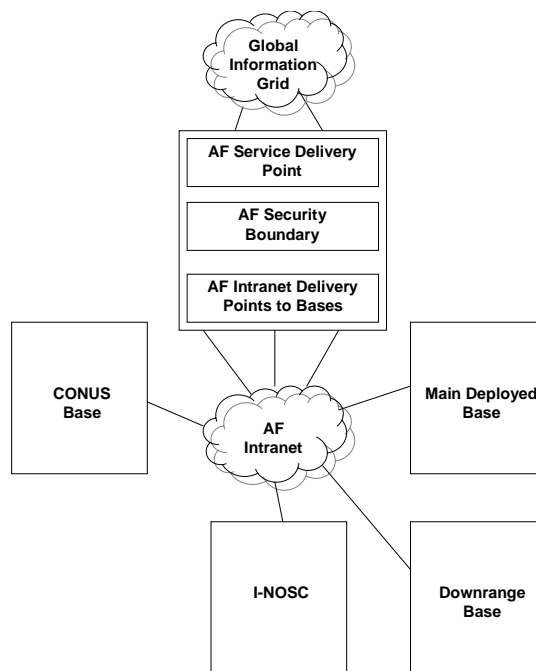 Global
Information
Grid
AF Service Delivery
Point
AF Security
Boundary
AF Intranet Delivery
Points to Bases
CONUS
Base
AF
Intranet
Main Deployed
Base
I-NOSC
Downrange
Base